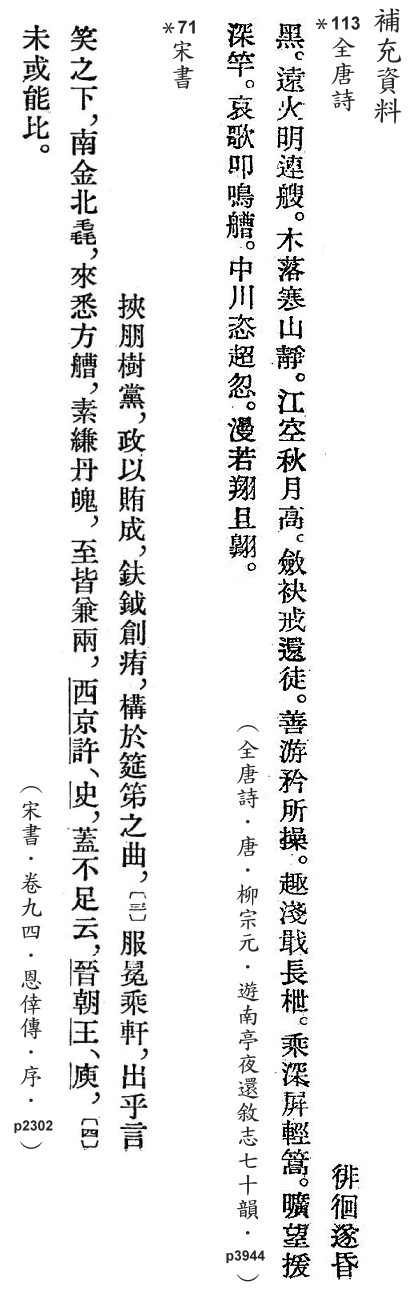 補充資料
*113 全唐詩
徘徊遂昏
黑。遠火明連艘。木落寒山靜。江空秋月高。斂袂戒還徒。善游矜所操。趣淺戢長枻。乘深屏輕篙。曠望援
深竿。哀歌叩鳴艚。中川恣超忽。漫若翔且翺。
(全唐詩．唐．柳宗元．遊南亭夜還敘志七十韻．p3944)
*71 宋書
挾朋樹黨，政以賄成，鈇鉞創痏，構於筵笫之曲，〔三〕服冕乘軒，出乎言
笑之下，南金北毳，來悉方艚，素縑丹魄，至皆兼兩，西京許、史，蓋不足云，晉朝王、庾，〔四〕
未或能比。
(宋書．卷九四．恩倖傳．序．p2302)